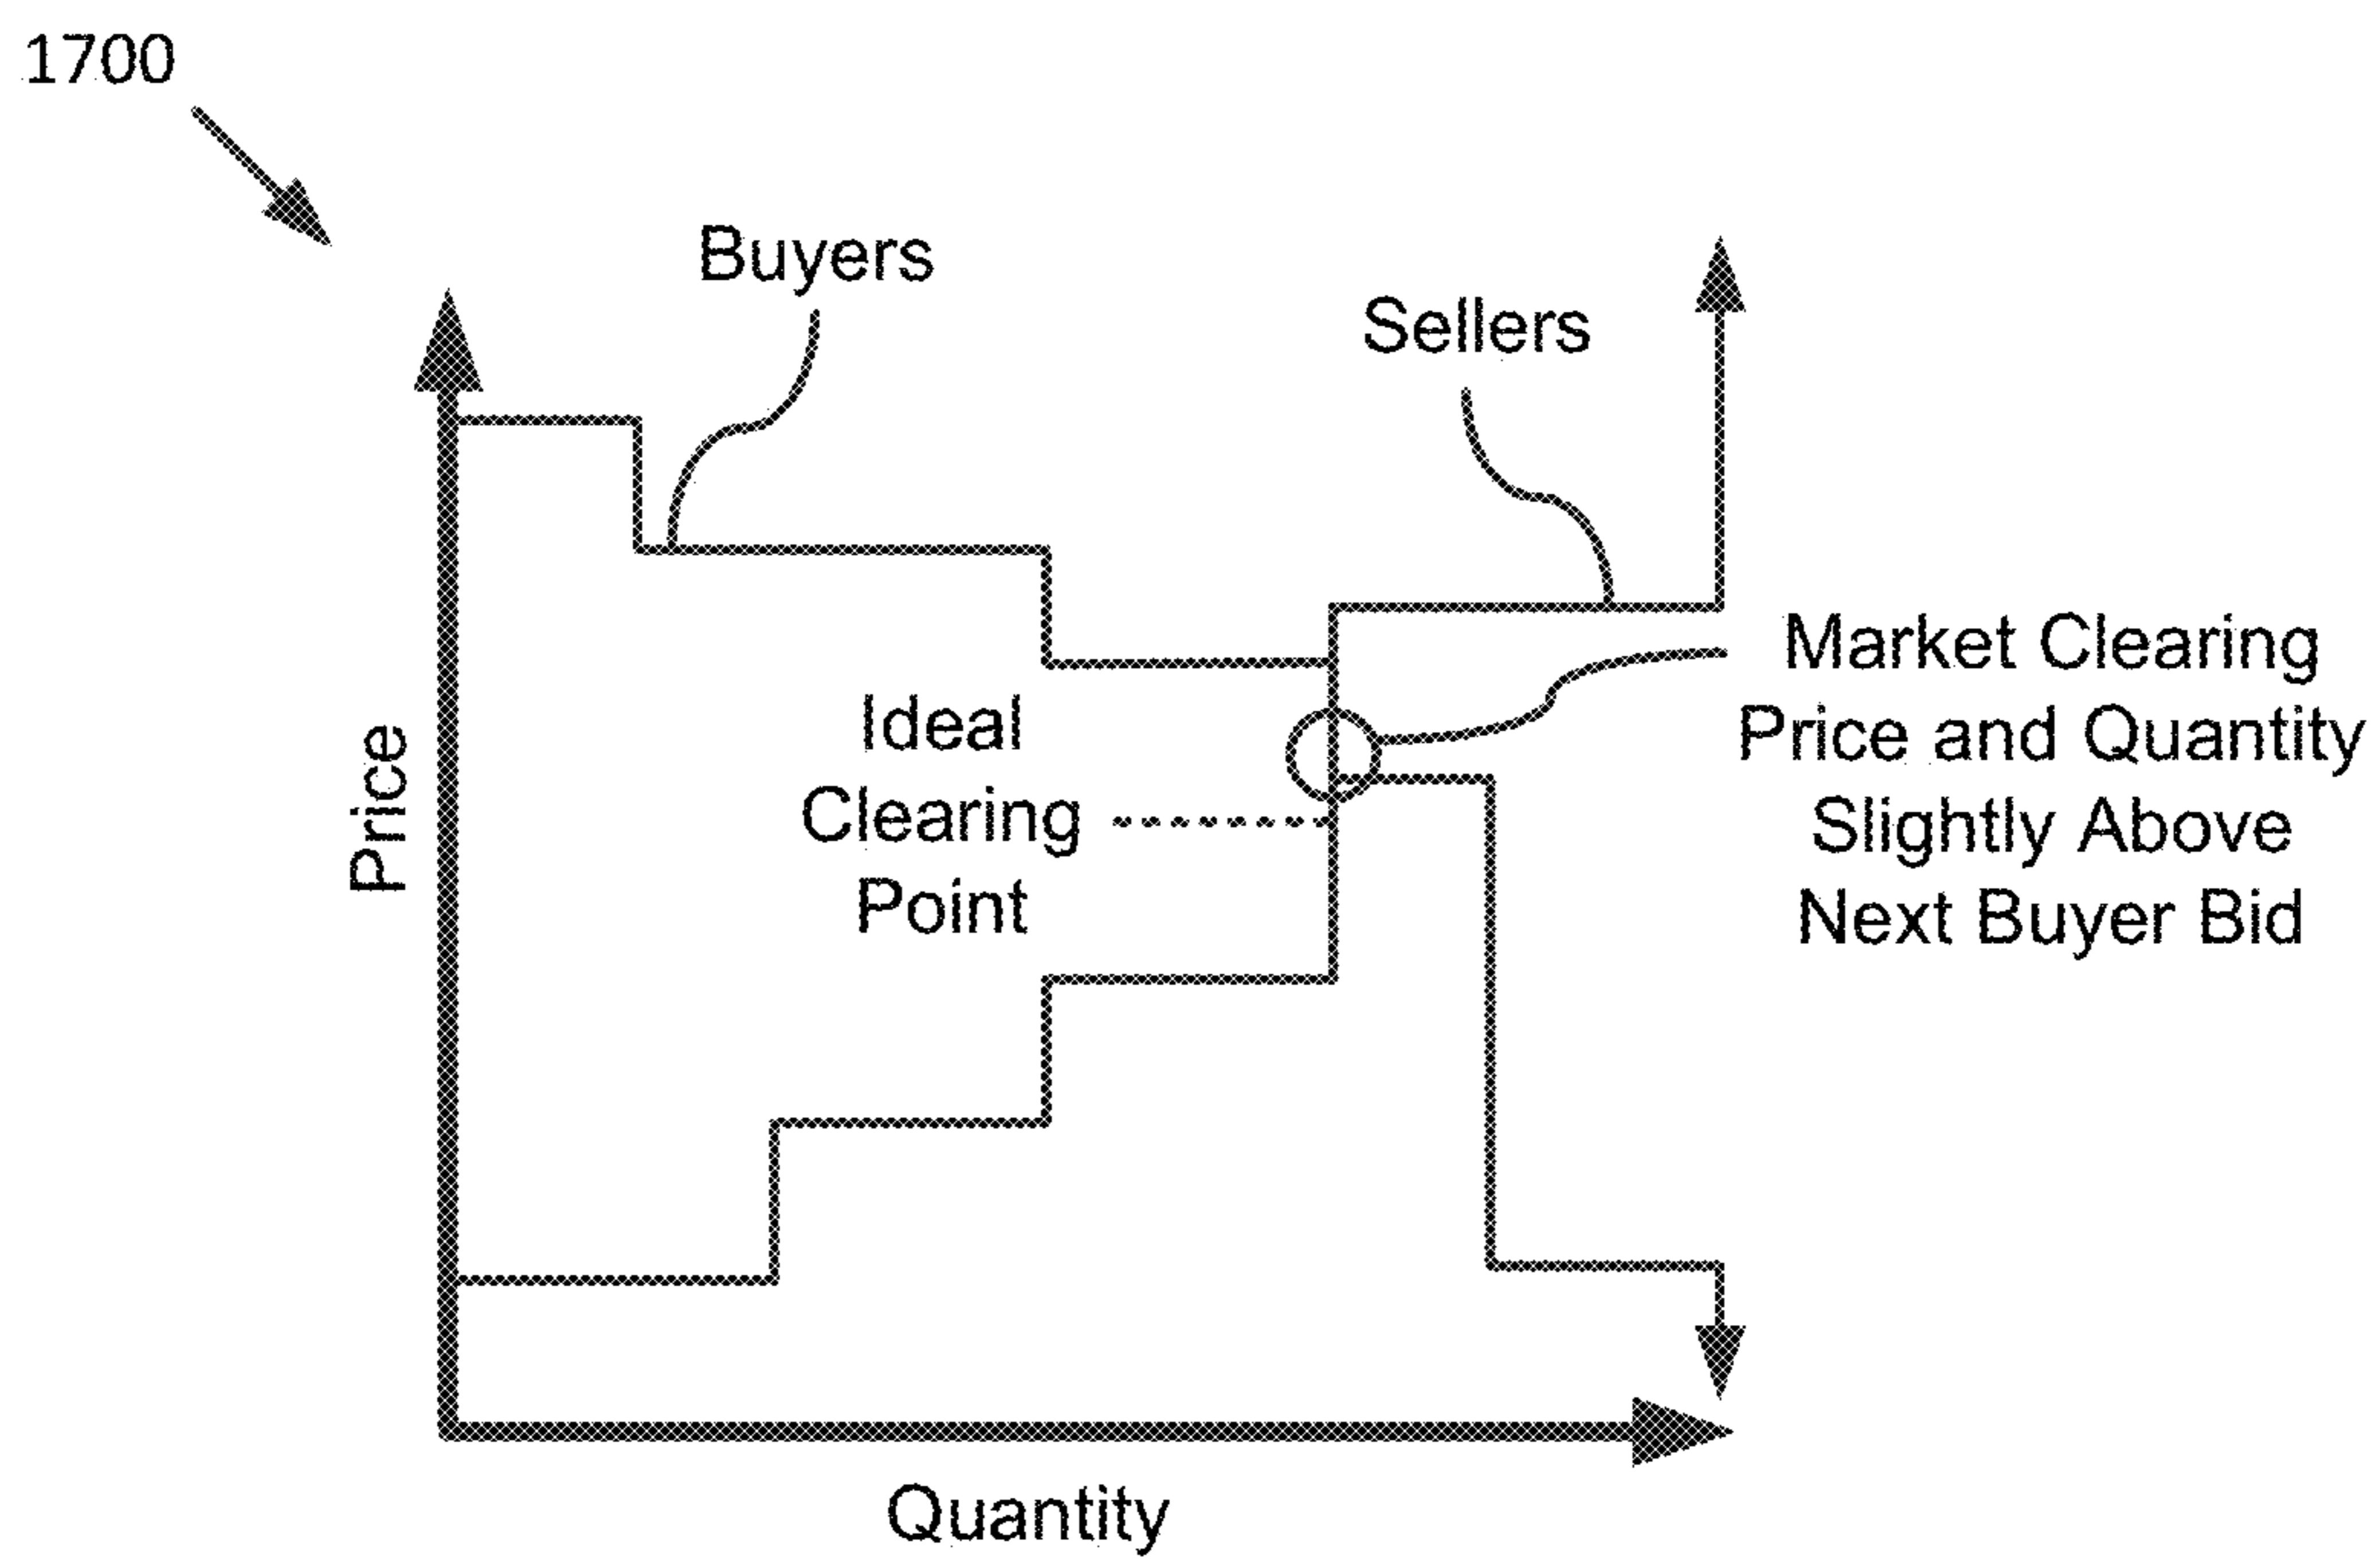 1700
Buyers
Sellers
Market Clearing
Price and Quantity
Slightly Above
Next Buyer Bid
Ideal
Clearing
Point
Price
Quantity